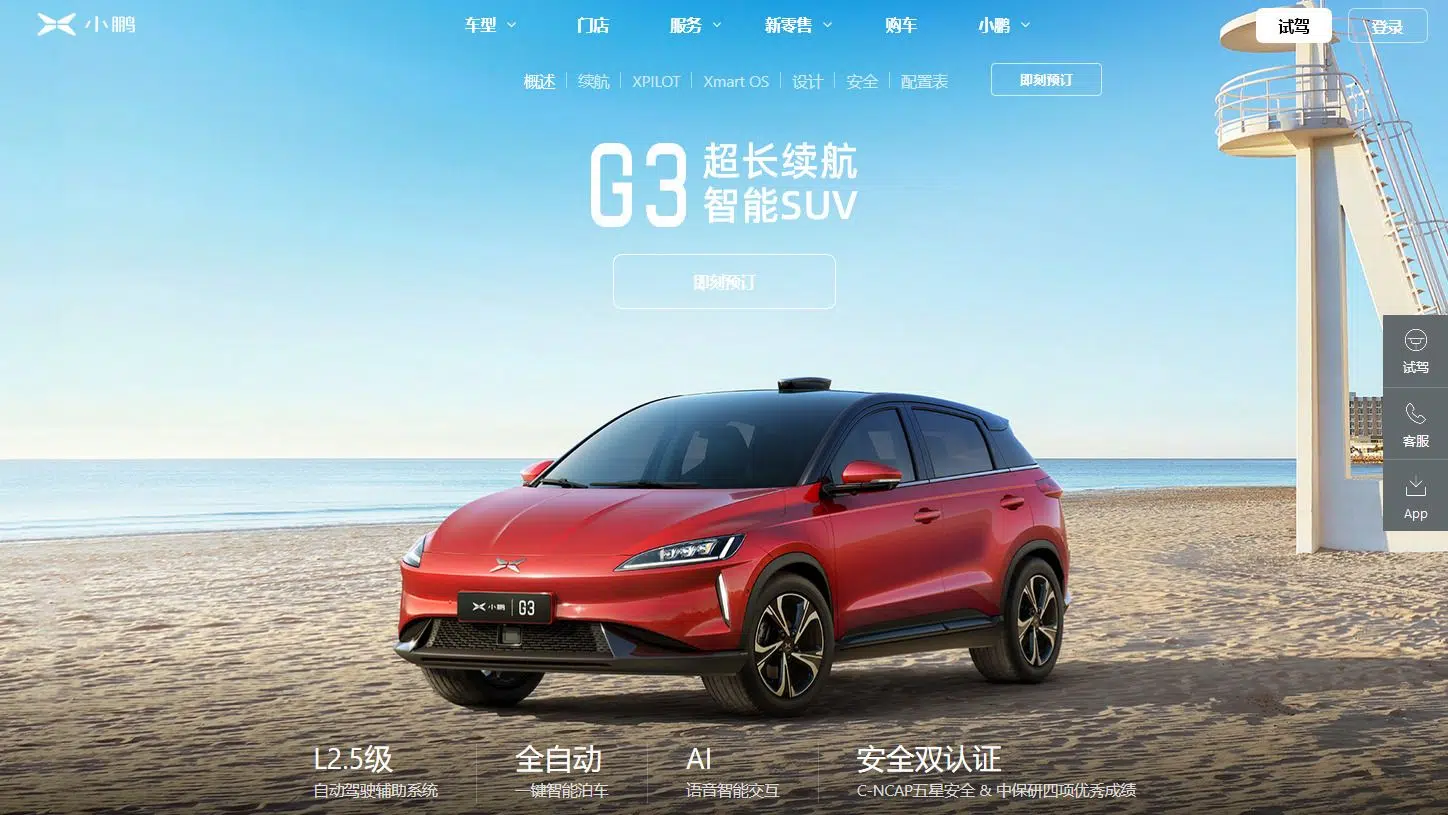 小鹏
车型
门店
服务
新零售
购车
小鹏
试驾
登录
概述
续航
XPILOT
Xmart OS
设计
安全
配置表
即刻预订
G3
超长续航
智能SUV
即刻预订
试驾
客服
App
小鹏 G3
L2.5级
自动驾驶辅助系统
全自动
一键智能泊车
AI
语音智能交互
安全双认证
C-NCAP五星安全 & 中保研四项优秀成绩